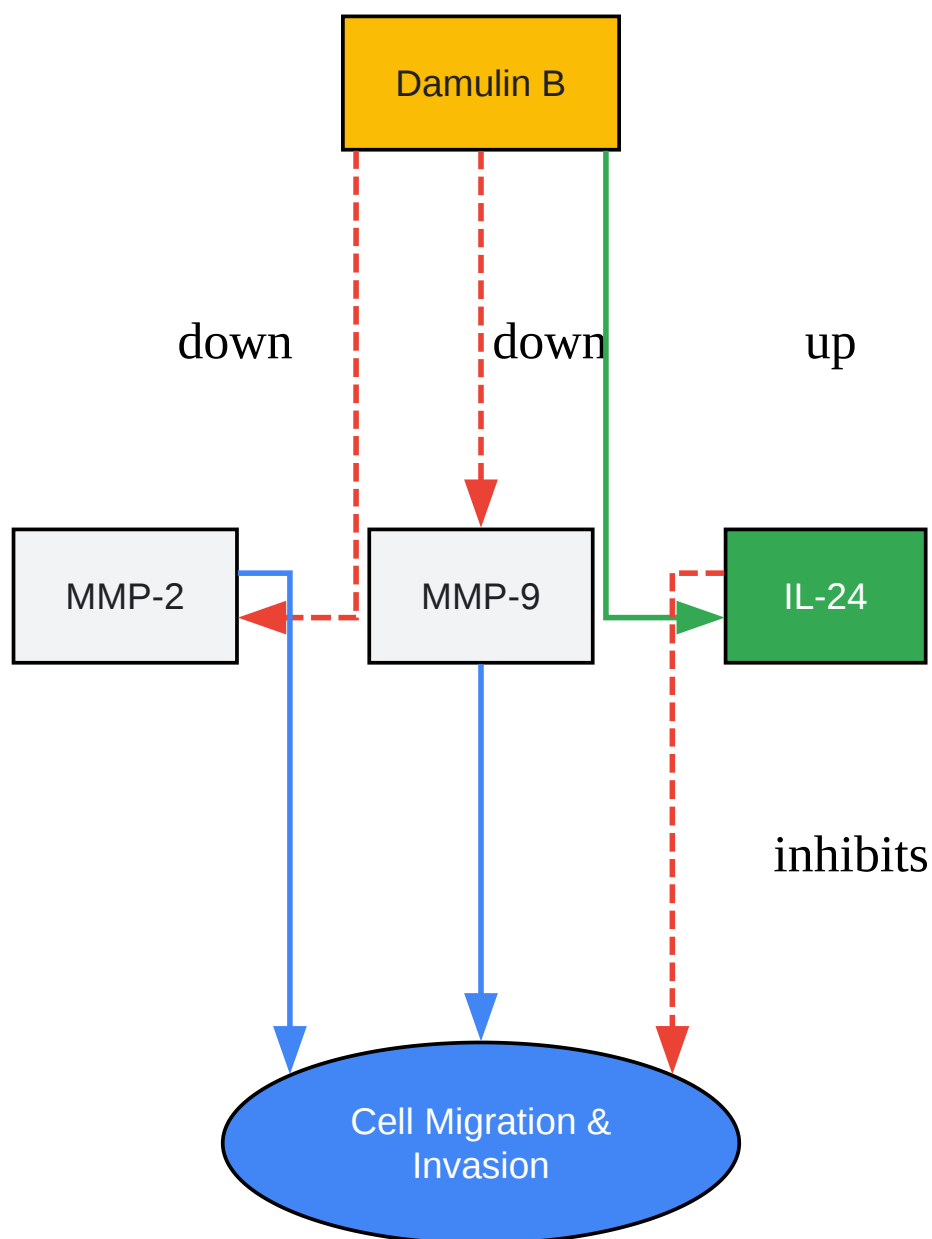 Damulin B
down
down
up
MMP-2
MMP-9
IL-24
inhibits
Cell Migration &
Invasion